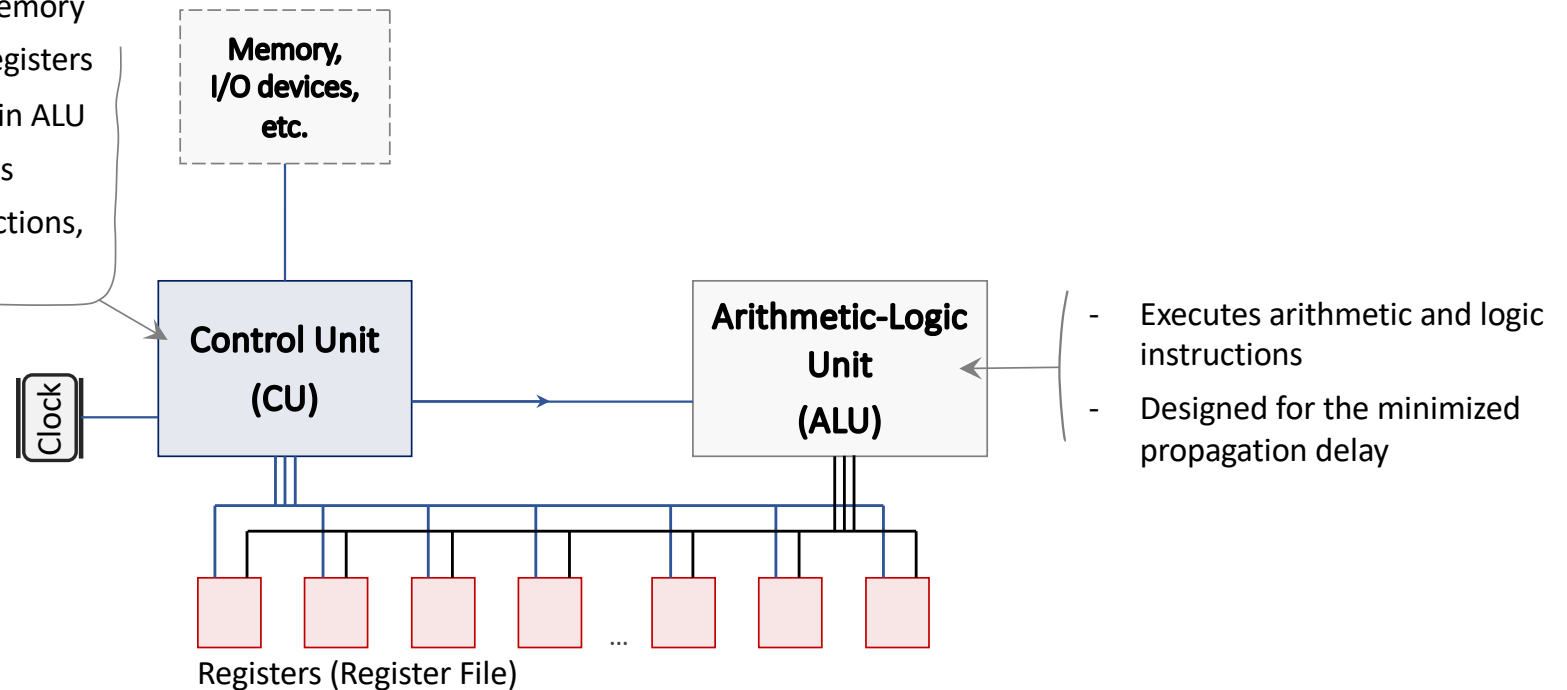 emory
egisters
in ALU
s
ctions,
Memory,
I/O devices,
etc.
Control Unit
(CU)
Clock
Arithmetic-Logic
Unit
(ALU)
- Executes arithmetic and logic
instructions
- Designed for the minimized
propagation delay
...
Registers (Register File)